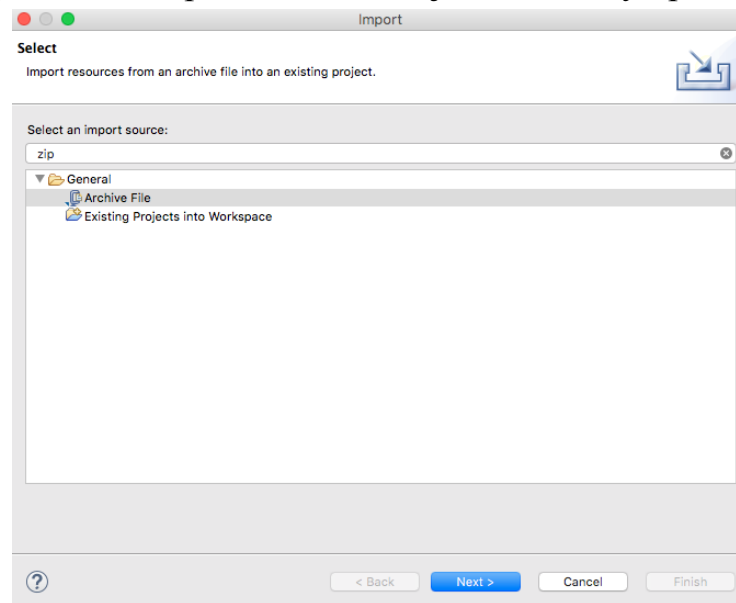 Import
Select
Import resources from an archive file into an existing project.
Select an import source:
zip
General
Archive File
Existing Projects into Workspace
?
< Back
Next >
Cancel
Finish